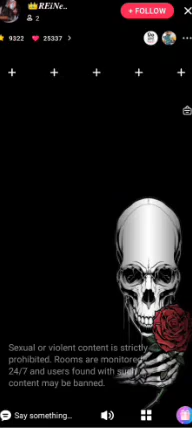 👑REiNe..
+ FOLLOW
2
9322
25337
Sexual or violent content is strictly
prohibited. Rooms are monitored
24/7 and users found with such
content may be banned.
Say something..